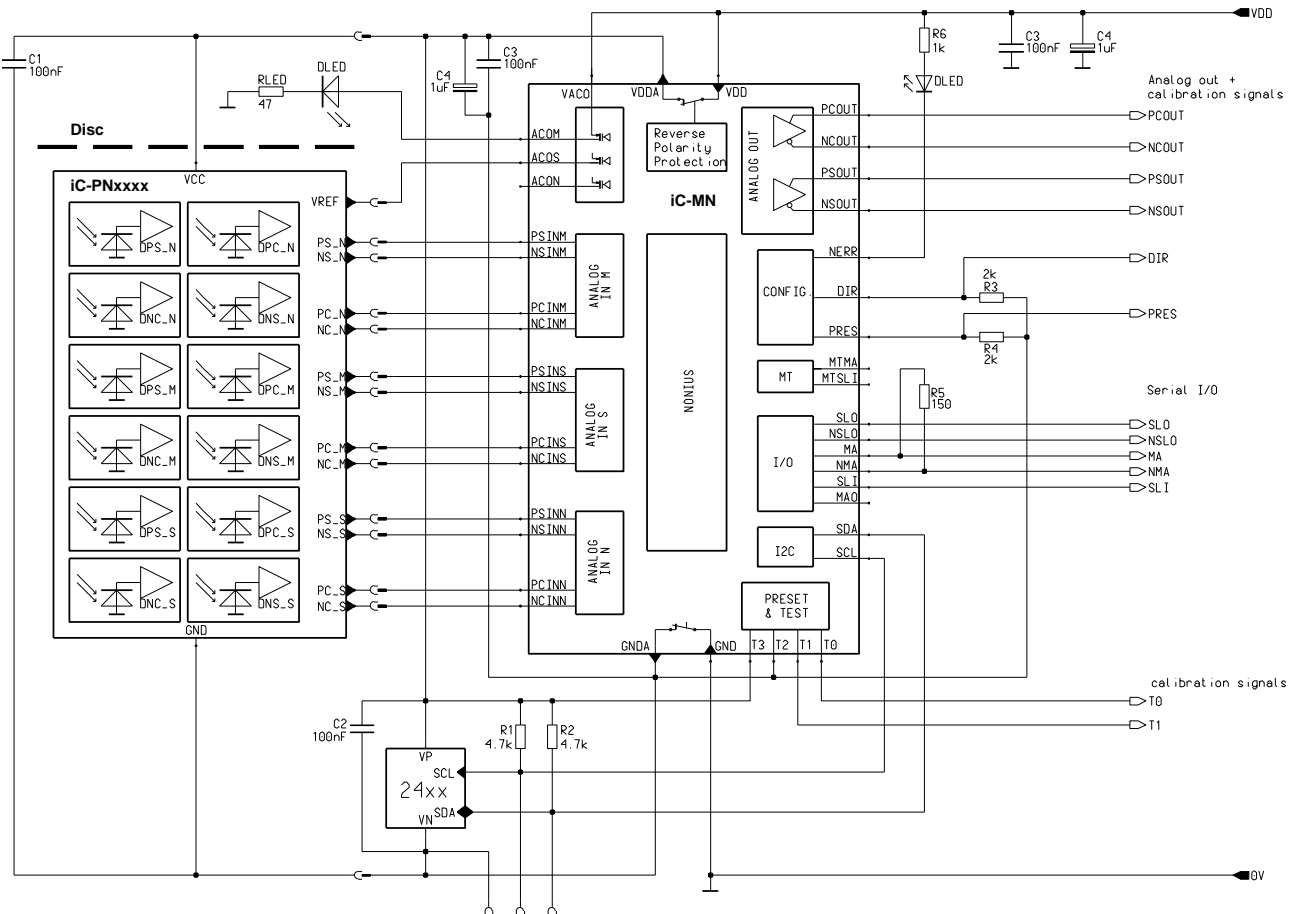 VDD
C1
100nF
C4
1uF
C3
100nF
R6
1k
C3
100nF
C4
1uF
RLED
47
DLED
DLED
Analog out +
calibration signals
Disc
VACO
VDDA
VDD
Reverse
Polarity
Protection
ANALOG OUT
PCOUT
PCOUT
NCOUT
NCOUT
PSOUT
PSOUT
NSOUT
NSOUT
ACOM
ACOS
ACON
iC-MN
VCC
iC-PNxxxx
VREF
DPS_N
DPC_N
PS_N
NS_N
PSINM
NSINM
ANALOG
IN M
DNC_N
DNS_N
PC_N
NC_N
PCINM
NCINM
DPS_M
DPC_M
PS_M
NS_M
PSINS
NSINS
ANALOG
IN S
DNC_M
DNS_M
PC_M
NC_M
PCINS
NCINS
DPS_S
DPC_S
PS_S
NS_S
PSINN
NSINN
ANALOG
IN N
DNC_S
DNS_S
PC_S
NC_S
PCINN
NCINN
GND
NONIUS
CONFIG.
NERR
DIR
DIR
2k
R3
PRES
PRES
R4
2k
MT
MTMA
MTSLI
R5
150
Serial I/O
I/O
SLO
NSLO
MA
NMA
SLI
MAO
SLO
NSLO
MA
NMA
SLI
I2C
SDA
SCL
PRESET
& TEST
GNDA
GND
T3
T2
T1
T0
calibration signals
T0
T1
C2
100nF
R1
4.7k
R2
4.7k
VP
SCL
24xx
SDA
VN
0V